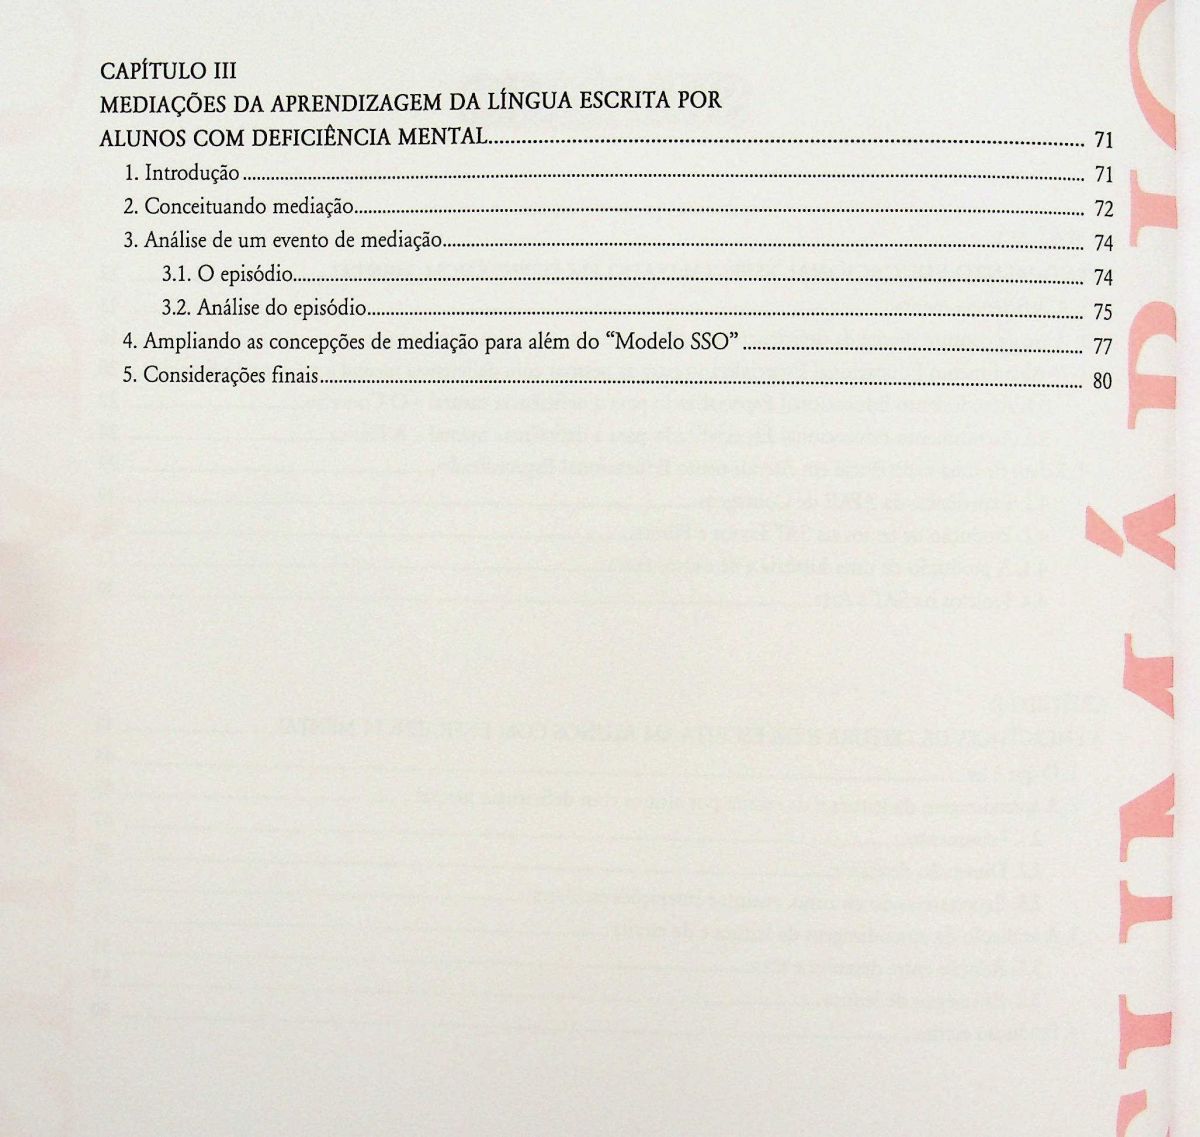 CAPÍTULO III
MEDIAÇÕES DA APRENDIZAGEM DA LÍNGUA ESCRITA POR
ALUNOS COM DEFICIÊNCIA MENTAL........ 71
1. Introdução........ 71
2. Conceituando mediação........ 72
3. Análise de um evento de mediação........ 74
3.1. O episódio........ 74
3.2. Análise do episódio........ 75
4. Ampliando as concepções de mediação para além do “Modelo SSO”........ 77
5. Considerações finais........ 80
SUMÁRIO